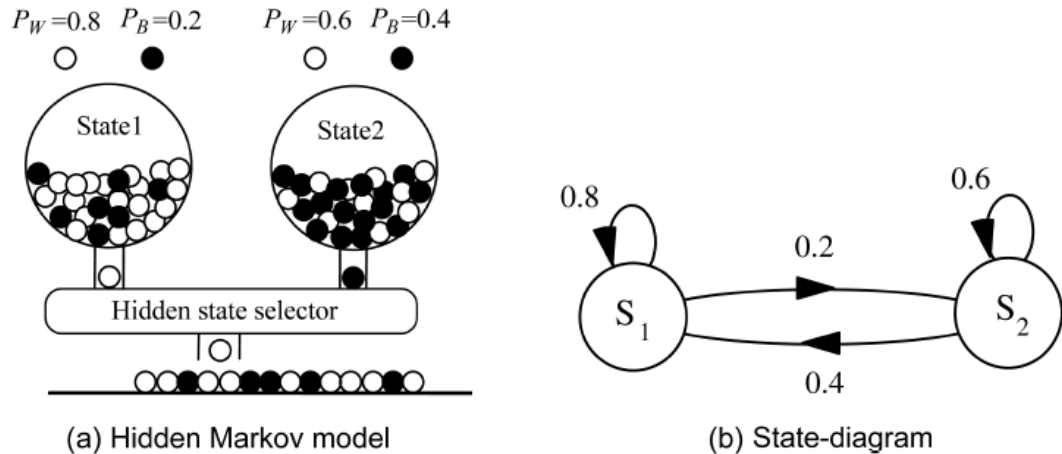 P_W=0.8 P_B=0.2 P_W=0.6 P_B=0.4
State1 State2
Hidden state selector
(a) Hidden Markov model
0.8 0.6
0.2
S_1 S_2
0.4
(b) State-diagram